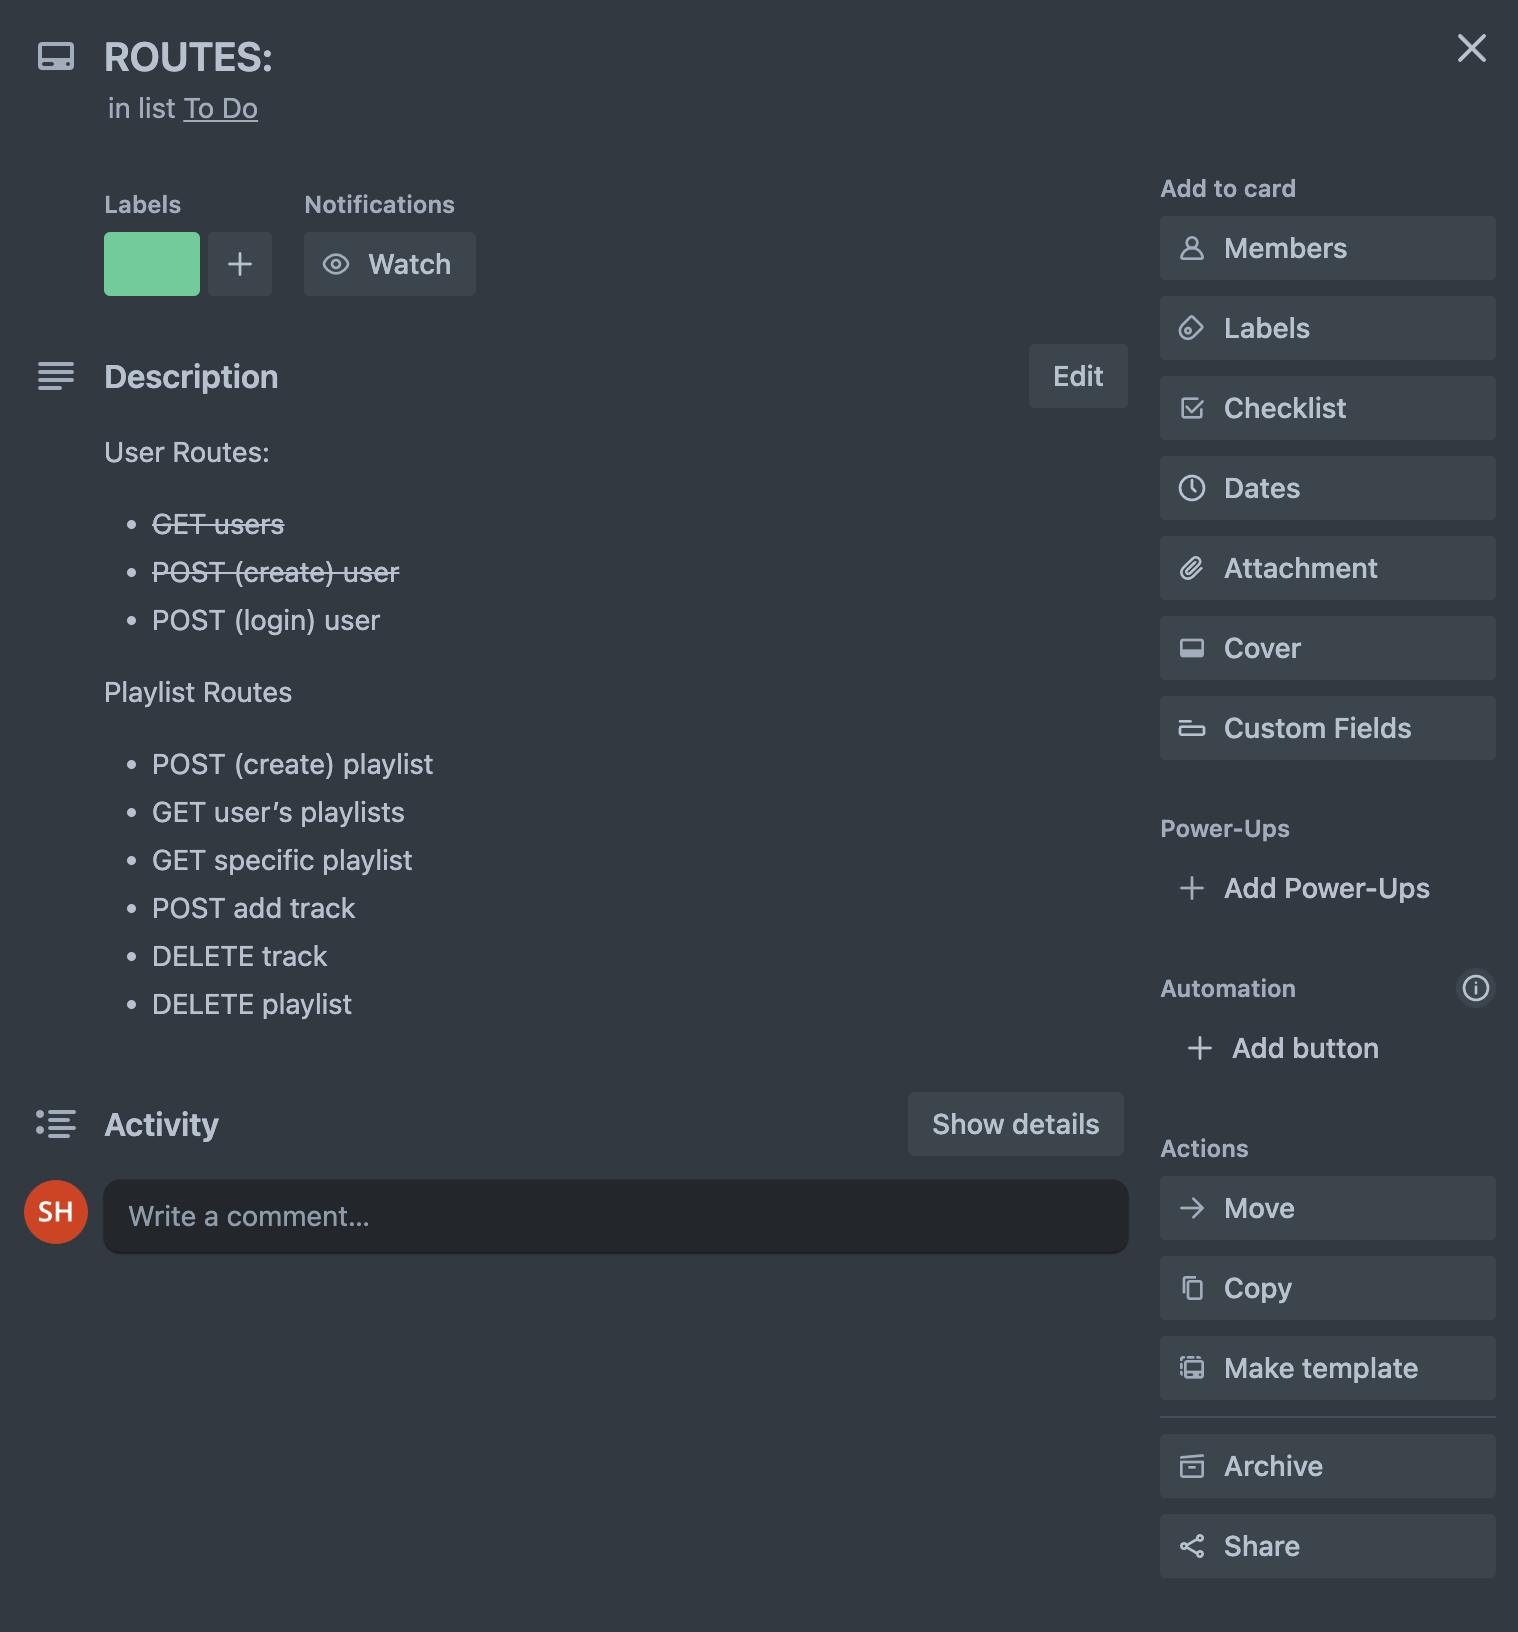 ROUTES:
in list To Do
Labels
Notifications
Watch
Description
Edit
User Routes:
• GET users
• POST (create) user
• POST (login) user
Playlist Routes
• POST (create) playlist
• GET user’s playlists
• GET specific playlist
• POST add track
• DELETE track
• DELETE playlist
Activity
Show details
SH
Write a comment...
Add to card
Members
Labels
Checklist
Dates
Attachment
Cover
Custom Fields
Power-Ups
Add Power-Ups
Automation
Add button
Actions
Move
Copy
Make template
Archive
Share